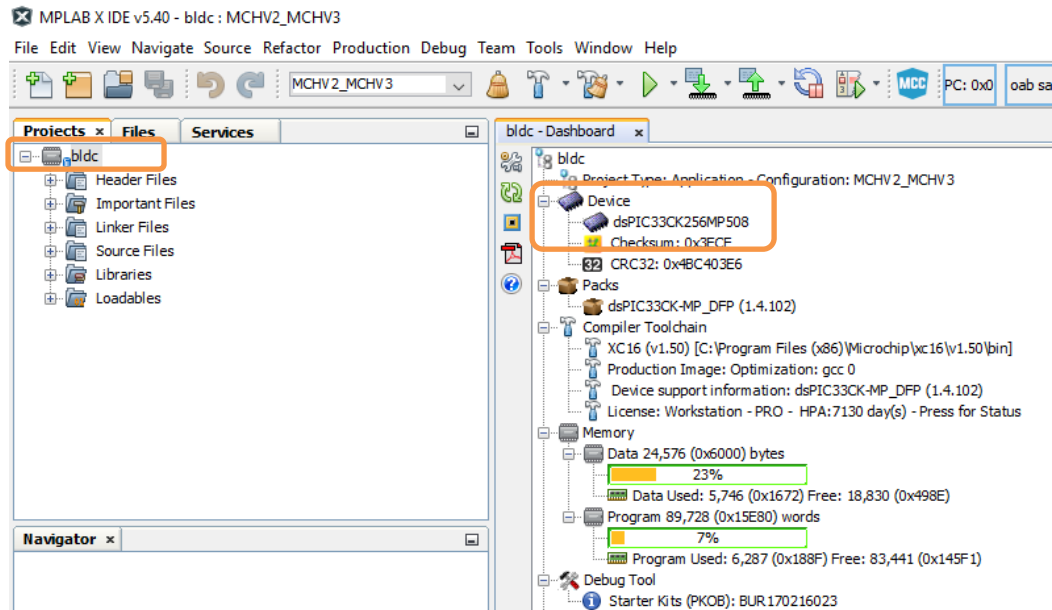 MPLAB X IDE v5.40 - bldc : MCHV2_MCHV3
File Edit View Navigate Source Refactor Production Debug Team Tools Window Help
MCHV2_MCHV3
MCC
PC: 0x0
oab sa
Projects × Files Services
bldc
Header Files
Important Files
Linker Files
Source Files
Libraries
Loadables
Navigator ×
bldc - Dashboard ×
bldc
Project Type: Application - Configuration: MCHV2_MCHV3
Device
dsPIC33CK256MP508
Checksum: 0x3ECF
32 CRC32: 0x4BC403E6
Packs
dsPIC33CK-MP_DFP (1.4.102)
Compiler Toolchain
XC16 (v1.50) [C:\Program Files (x86)\Microchip\xc16\v1.50\bin]
Production Image: Optimization: gcc 0
Device support information: dsPIC33CK-MP_DFP (1.4.102)
License: Workstation - PRO - HPA:7130 day(s) - Press for Status
Memory
Data 24,576 (0x6000) bytes
23%
Data Used: 5,746 (0x1672) Free: 18,830 (0x498E)
Program 89,728 (0x15E80) words
7%
Program Used: 6,287 (0x188F) Free: 83,441 (0x145F1)
Debug Tool
Starter Kits (PKOB): BUR170216023